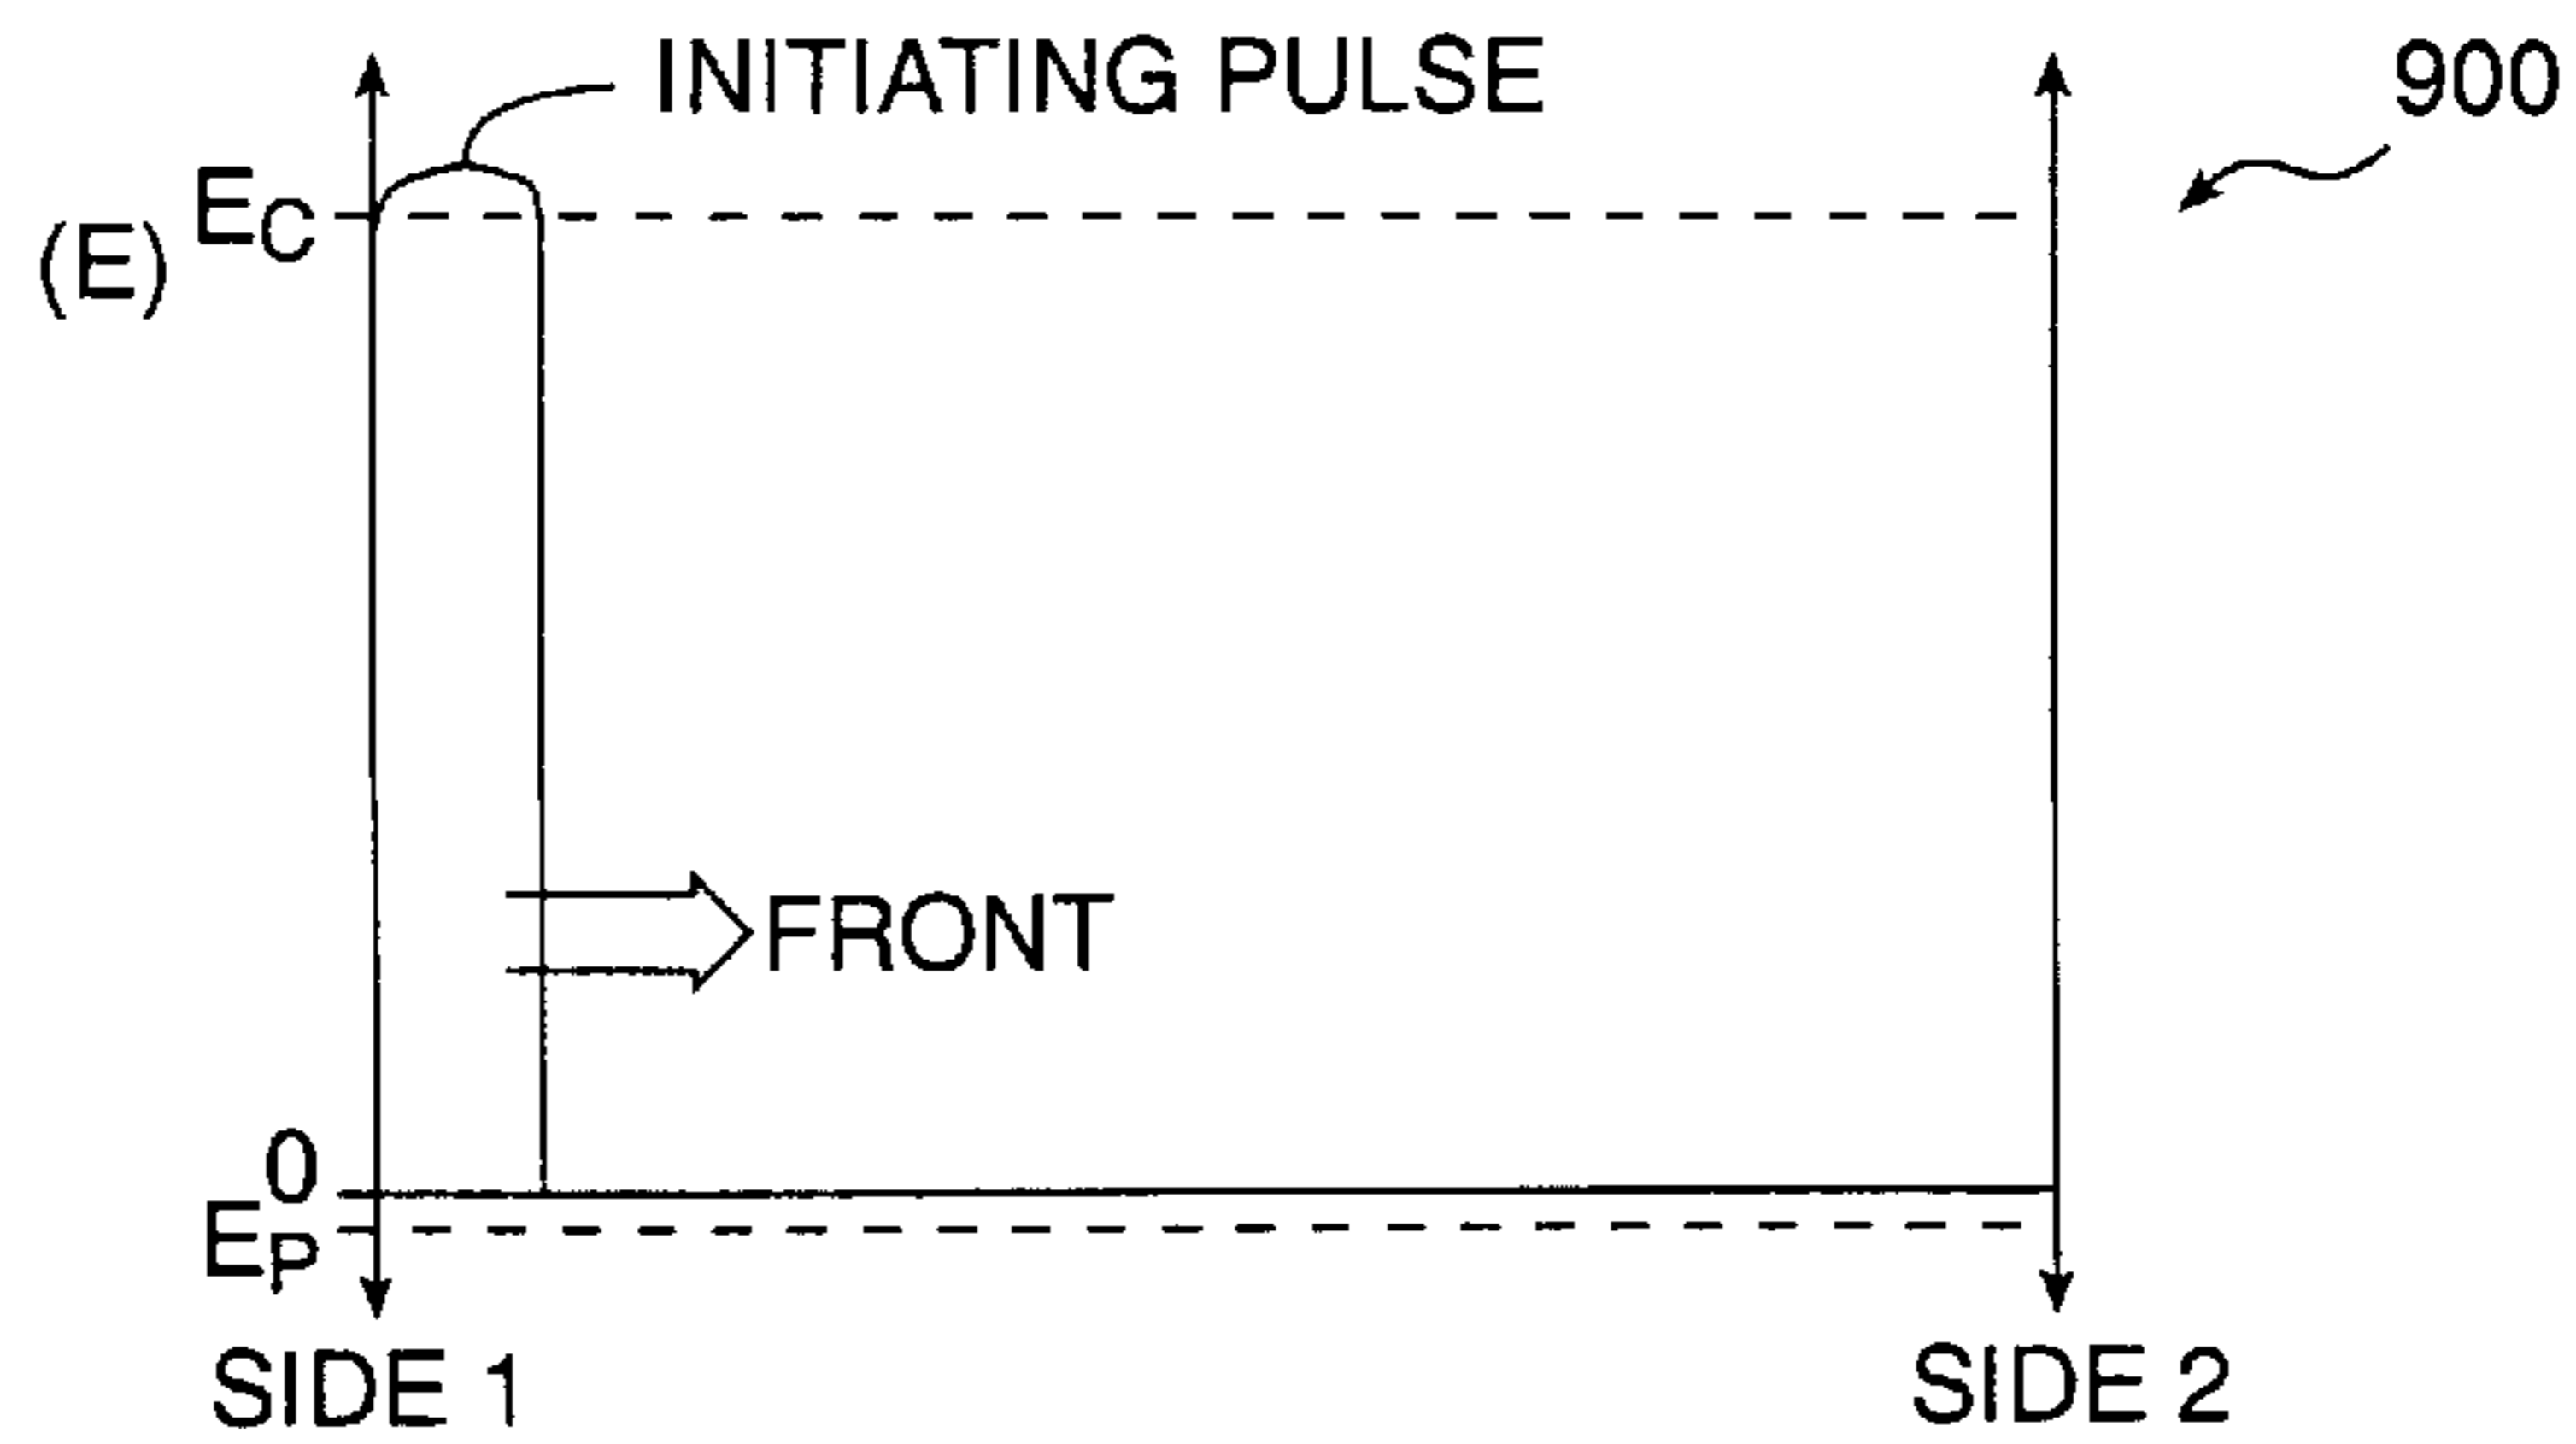 INITIATING PULSE
900
EC
(E)
FRONT
0
EP
SIDE 1
SIDE 2